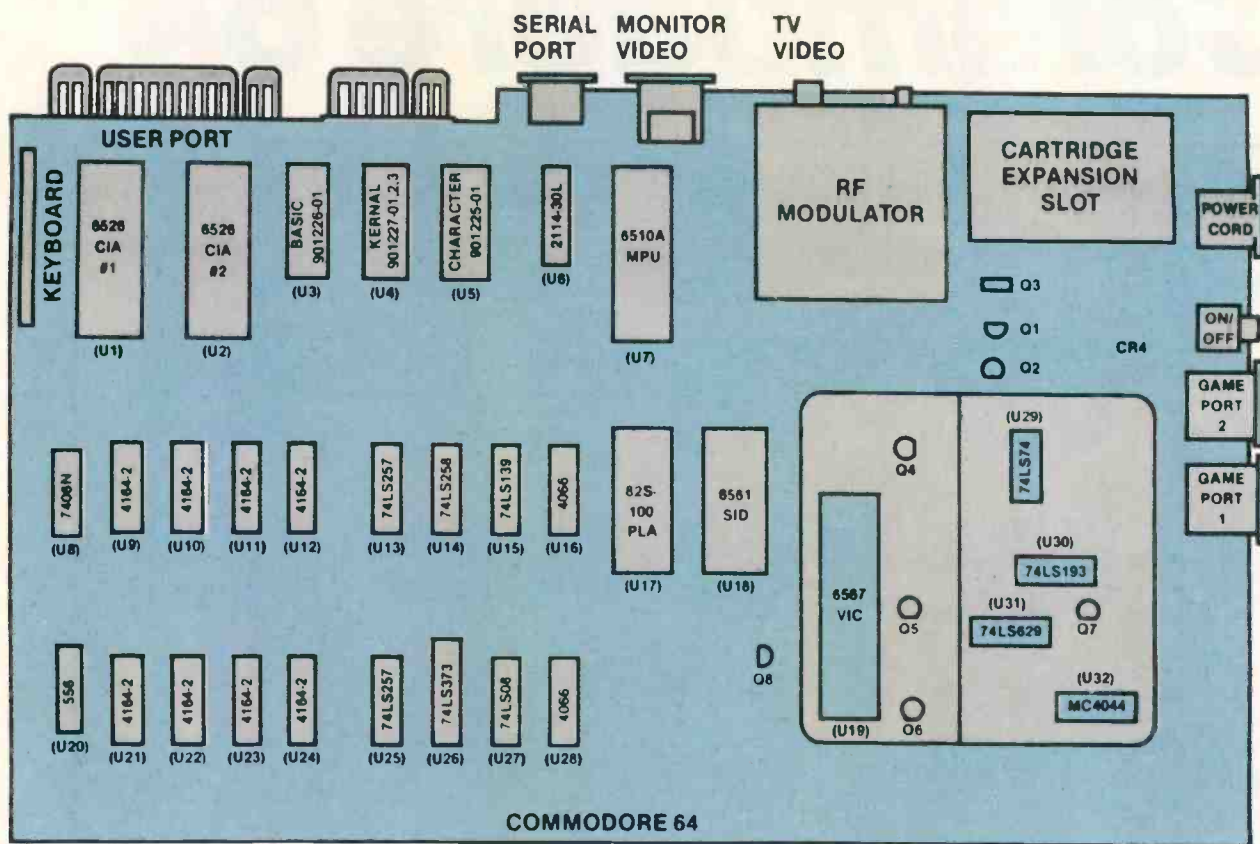 SERIAL PORT
MONITOR VIDEO
TV VIDEO
USER PORT
KEYBOARD
6526 CIA #1
(U1)
6526 CIA #2
(U2)
BASIC 901226-01
(U3)
KERNAL 901227-01,2,3
(U4)
CHARACTER 901225-01
(U5)
2114-30L
(U6)
6510A MPU
(U7)
RF MODULATOR
CARTRIDGE EXPANSION SLOT
POWER CORD
Q3
Q1
Q2
CR4
ON/OFF
GAME PORT 2
GAME PORT 1
7406N
(U8)
4164-2
(U9)
4164-2
(U10)
4164-2
(U11)
4164-2
(U12)
74LS257
(U13)
74LS258
(U14)
74LS139
(U15)
4066
(U16)
82S-100 PLA
(U17)
6561 SID
(U18)
Q4
6567 VIC
(U19)
Q5
Q6
Q8
(U29)
74LS74
(U30)
74LS193
(U31)
74LS629
Q7
(U32)
MC4044
556
(U20)
4164-2
(U21)
4164-2
(U22)
4164-2
(U23)
4164-2
(U24)
74LS257
(U25)
74LS373
(U26)
74LS08
(U27)
4066
(U28)
COMMODORE 64